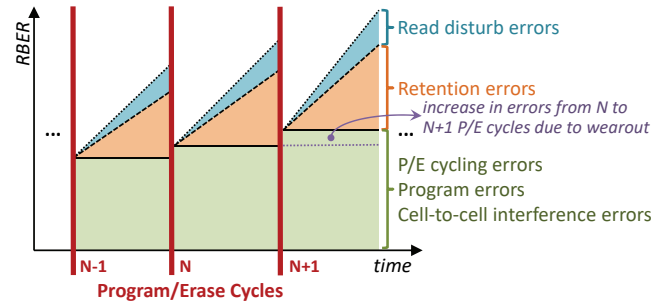 RBER
Read disturb errors
Retention errors
increase in errors from N to
N+1 P/E cycles due to wearout
...
...
P/E cycling errors
Program errors
Cell-to-cell interference errors
N-1
N
N+1
time
Program/Erase Cycles